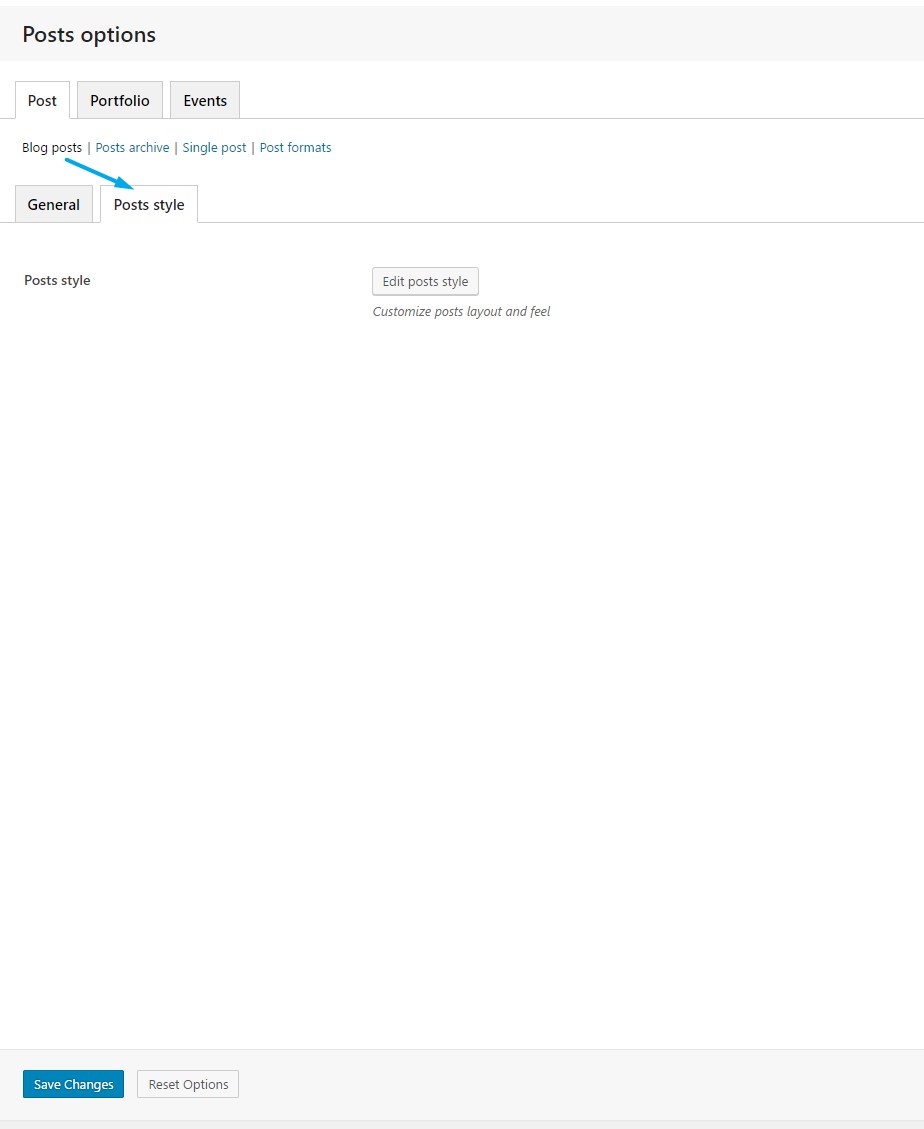 Posts options
Post Portfolio Events
Blog posts | Posts archive | Single post | Post formats
General Posts style
Posts style Edit posts style
Customize posts layout and feel
Save Changes Reset Options